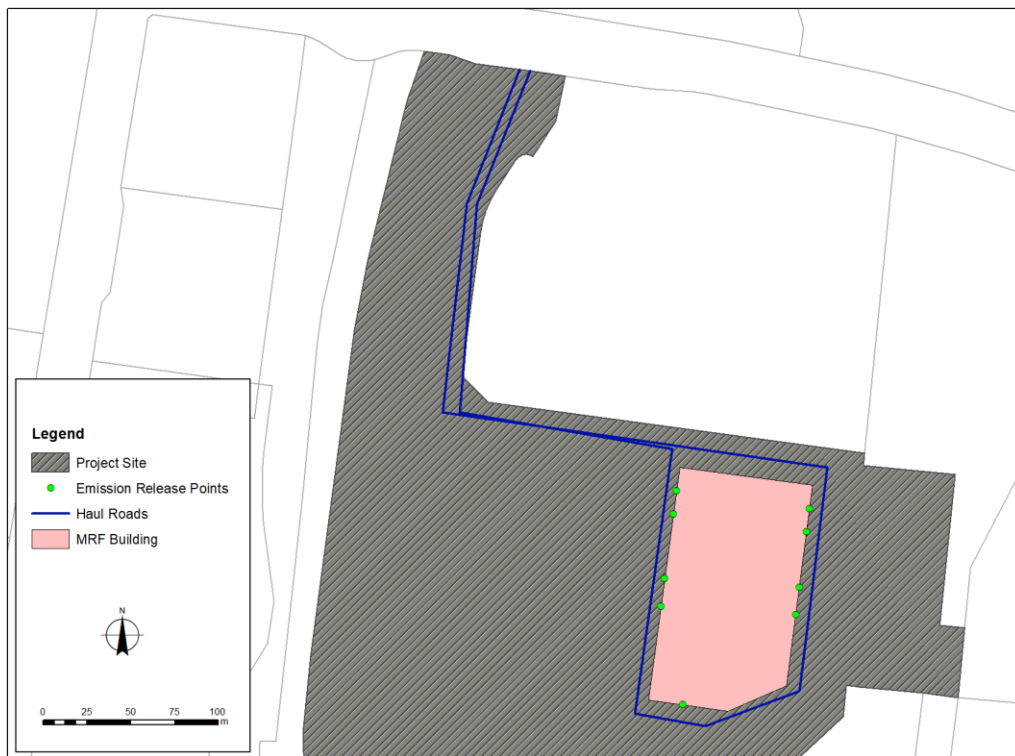 Legend
Project Site
Emission Release Points
Haul Roads
MRF Building
N
0 25 50 75 100
m